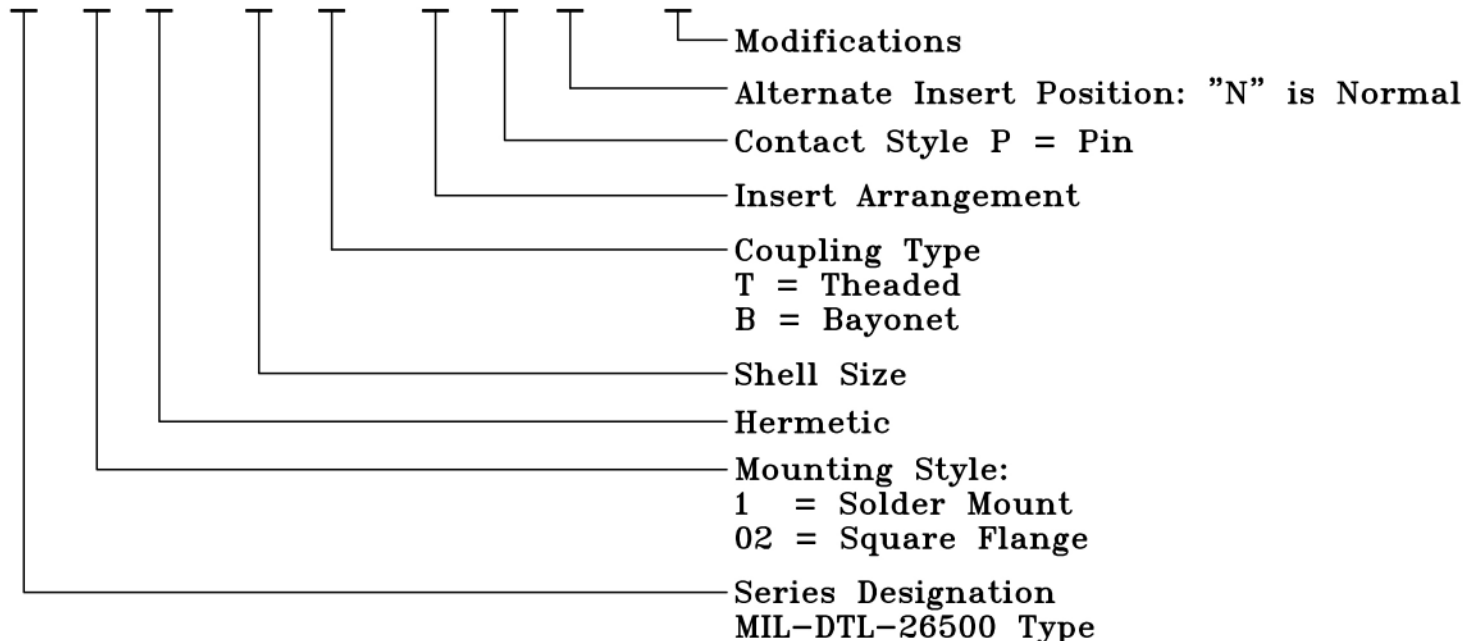 Modifications
Alternate Insert Position: ”N” is Normal
Contact Style P = Pin
Insert Arrangement
Coupling Type
T = Theaded
B = Bayonet
Shell Size
Hermetic
Mounting Style:
1 = Solder Mount
02 = Square Flange
Series Designation
MIL-DTL-26500 Type